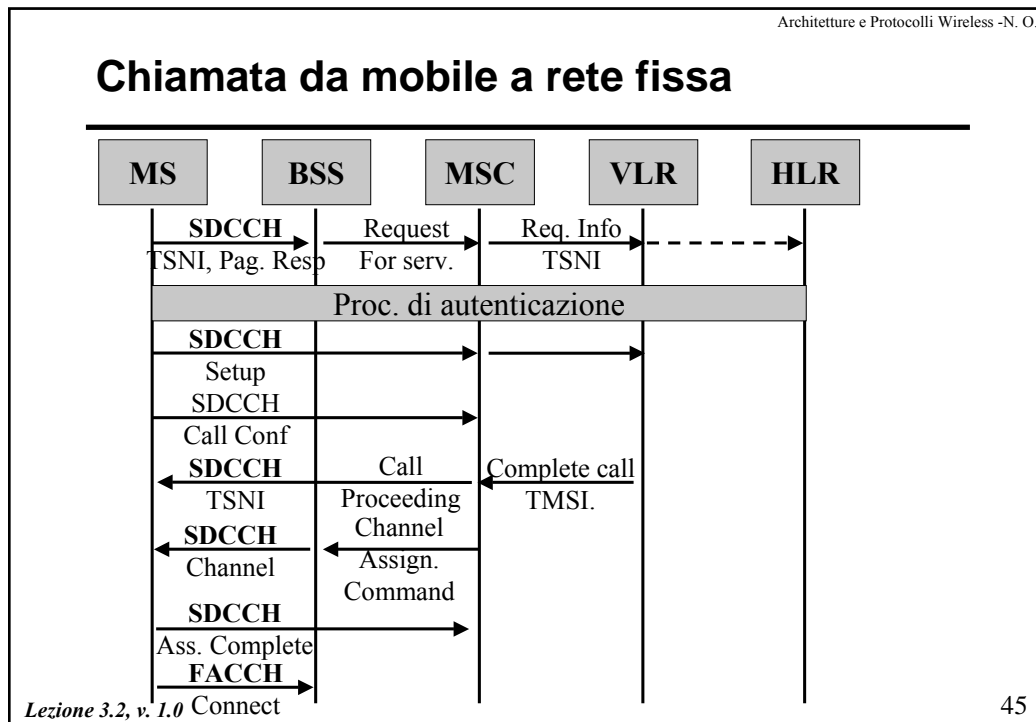 Architetture e Protocolli Wireless -N. O.
Chiamata da mobile a rete fissa
MS BSS MSC VLR HLR
SDCCH Request Req. Info
TSNI, Pag. Resp For serv. TSNI
Proc. di autenticazione
SDCCH
Setup
SDCCH
Call Conf
SDCCH Call Complete call
TSNI Proceeding TMSI.
SDCCH Channel
Channel Assign.
Command
SDCCH
Ass. Complete
FACCH
Connect
Lezione 3.2, v. 1.0
45